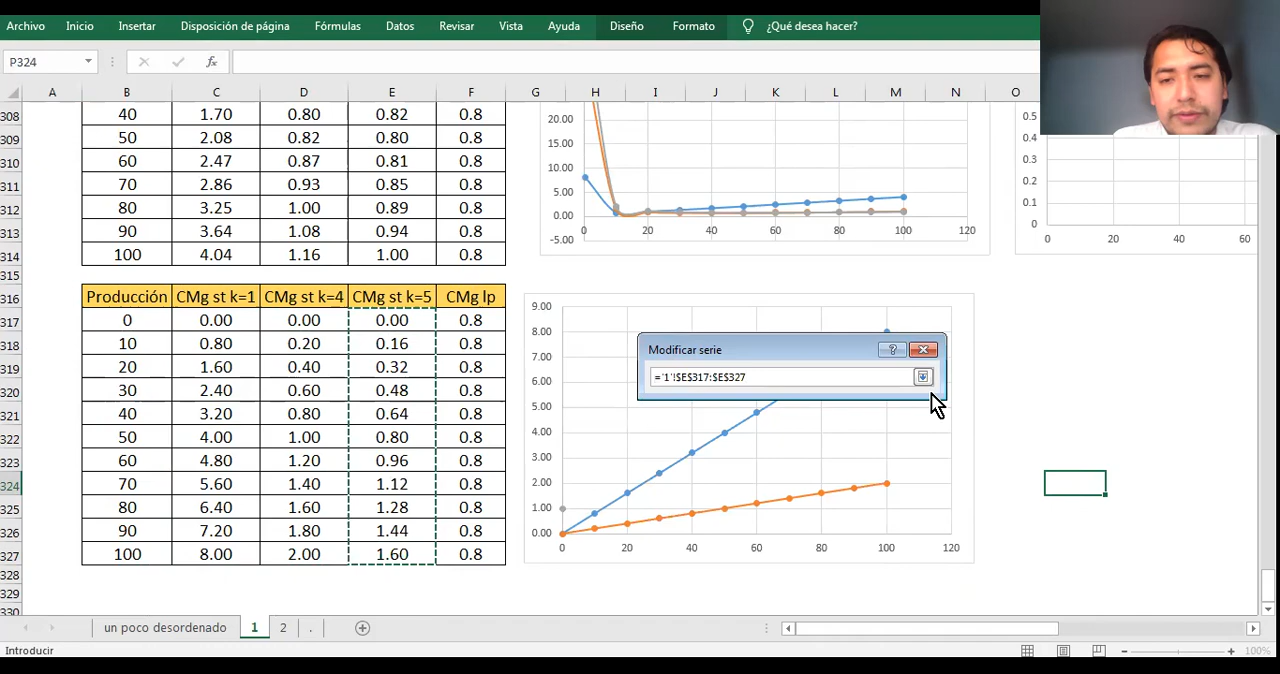 Archivo Inicio Insertar Disposición de página Fórmulas Datos Revisar Vista Ayuda Diseño Formato ¿Qué desea hacer?
P324 fx
A B C D E F G H I J K L M N O
308 40 1.70 0.80 0.82 0.8
309 50 2.08 0.82 0.80 0.8
310 60 2.47 0.87 0.81 0.8
311 70 2.86 0.93 0.85 0.8
312 80 3.25 1.00 0.89 0.8
313 90 3.64 1.08 0.94 0.8
314 100 4.04 1.16 1.00 0.8
315
316 Producción CMg st k=1 CMg st k=4 CMg st k=5 CMg lp
317 0 0.00 0.00 0.00 0.8
318 10 0.80 0.20 0.16 0.8
319 20 1.60 0.40 0.32 0.8
320 30 2.40 0.60 0.48 0.8
321 40 3.20 0.80 0.64 0.8
322 50 4.00 1.00 0.80 0.8
323 60 4.80 1.20 0.96 0.8
324 70 5.60 1.40 1.12 0.8
325 80 6.40 1.60 1.28 0.8
326 90 7.20 1.80 1.44 0.8
327 100 8.00 2.00 1.60 0.8
328
329
330
20.00
15.00
10.00
5.00
0.00
-5.00
0 20 40 60 80 100 120
0.5
0.4
0.3
0.2
0.1
0
0 20 40 60
9.00
8.00
7.00
6.00
5.00
4.00
3.00
2.00
1.00
0.00
0 20 40 60 80 100 120
Modificar serie ?
='1'!$E$317:$E$327
un poco desordenado 1 2 .
Introducir 100%